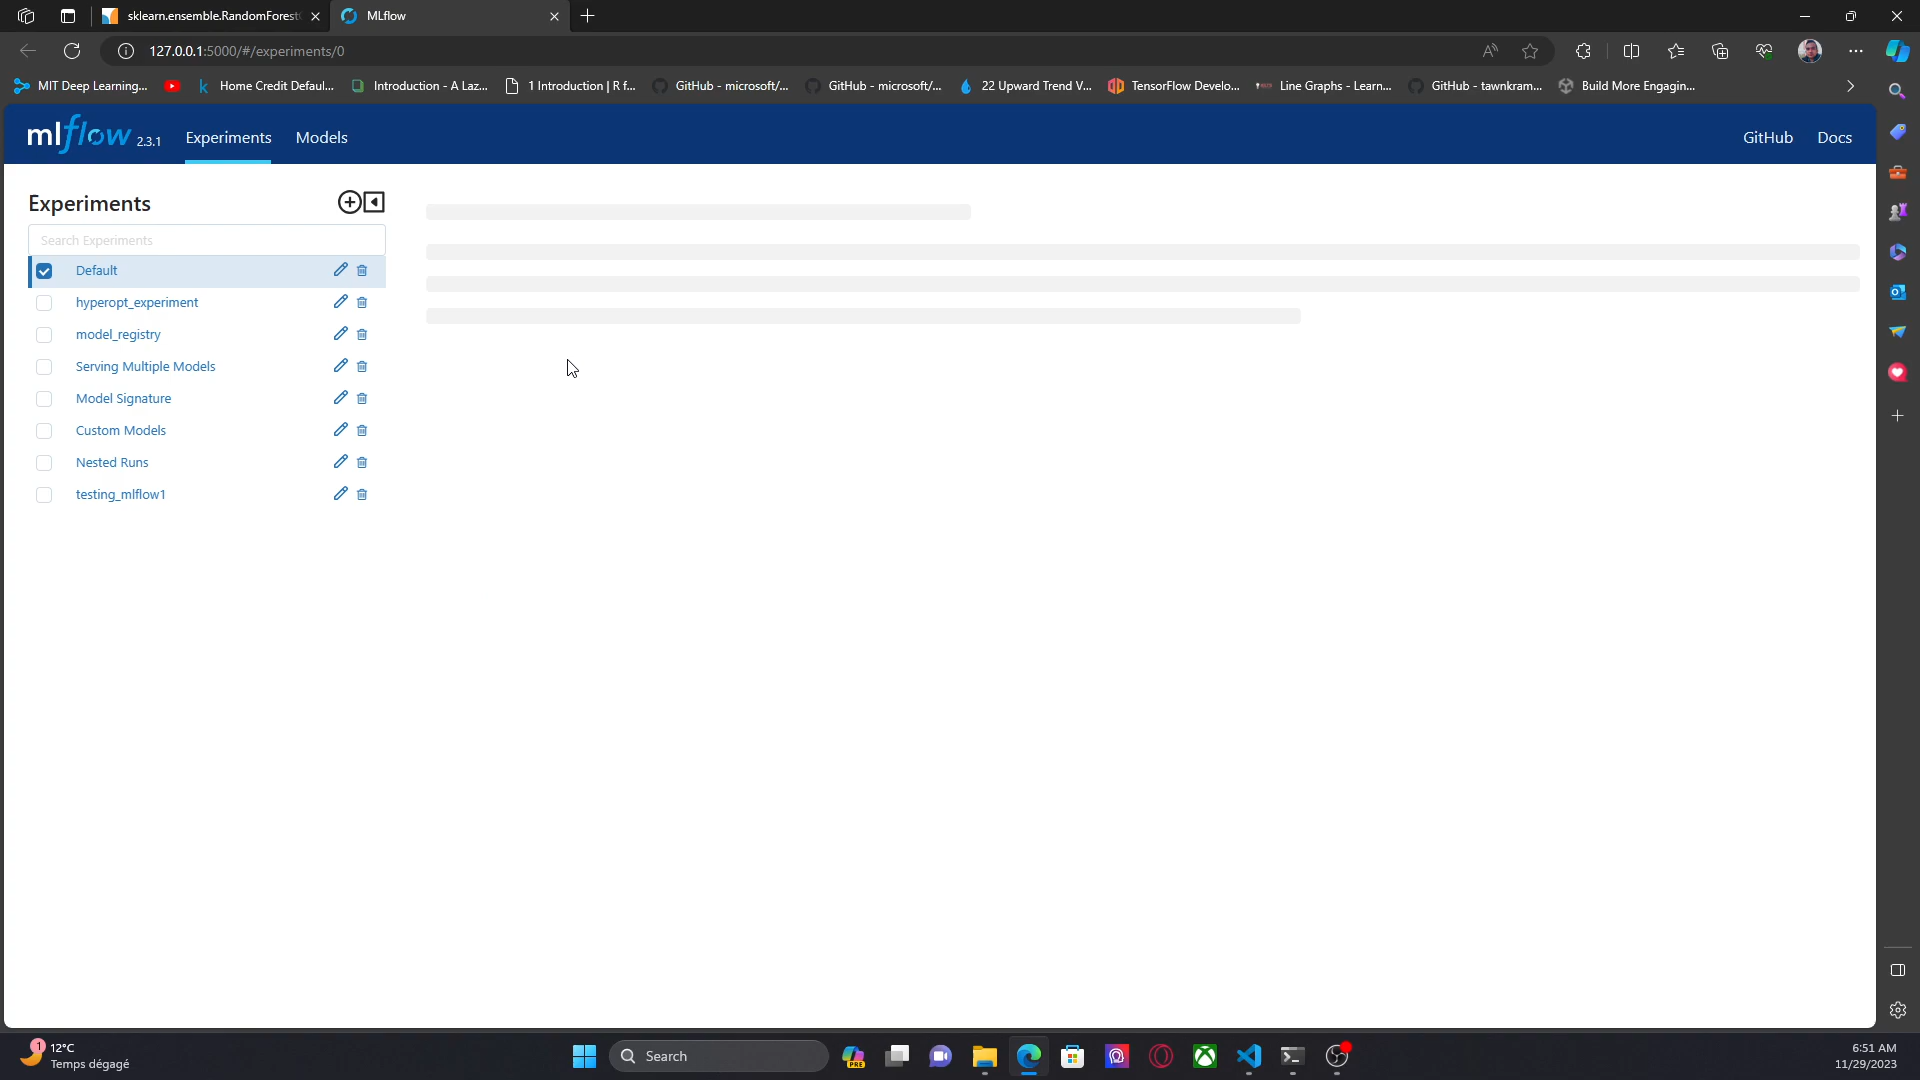 sklearn.ensemble.RandomForest
MLflow
127.0.0.1:5000/#/experiments/0
MIT Deep Learning...
Home Credit Defaul...
Introduction - A Laz...
1 Introduction | R f...
GitHub - microsoft/...
GitHub - microsoft/...
22 Upward Trend V...
TensorFlow Develo...
Line Graphs - Learn...
GitHub - tawnkram...
Build More Engagin...
mlflow 2.3.1
Experiments
Models
GitHub
Docs
Experiments
Search Experiments
Default
hyperopt_experiment
model_registry
Serving Multiple Models
Model Signature
Custom Models
Nested Runs
testing_mlflow1
1
12°C
Temps dégagé
Search
PRE
6:51 AM
11/29/2023